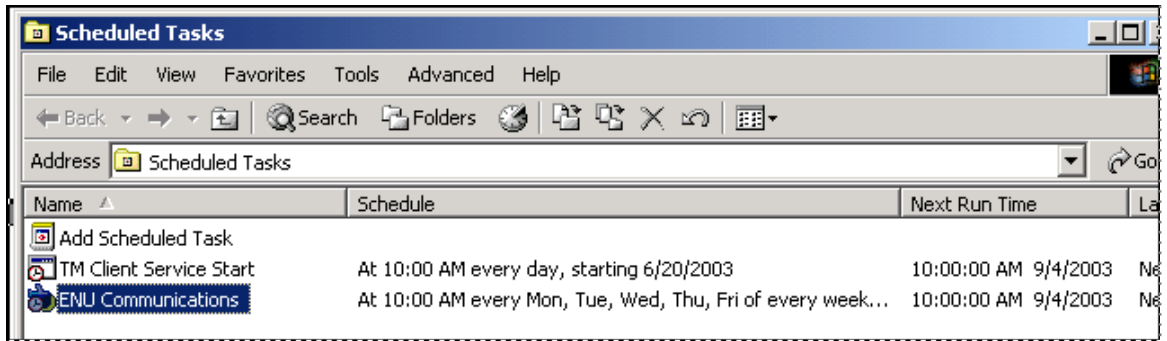 Scheduled Tasks
File Edit View Favorites Tools Advanced Help
Back Search Folders
Address Scheduled Tasks Go
Name Schedule Next Run Time La
Add Scheduled Task
TM Client Service Start At 10:00 AM every day, starting 6/20/2003 10:00:00 AM 9/4/2003 Ne
ENU Communications At 10:00 AM every Mon, Tue, Wed, Thu, Fri of every week... 10:00:00 AM 9/4/2003 Ne